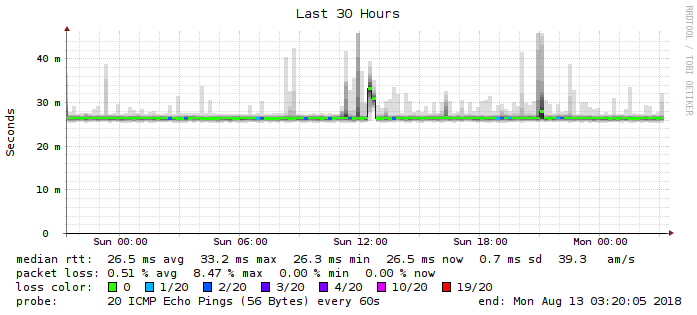 Last 30 Hours
RRDTOOL / TOBI OETIKER
Seconds
40 m
30 m
20 m
10 m
0
Sun 00:00 Sun 06:00 Sun 12:00 Sun 18:00 Mon 00:00
median rtt: 26.5 ms avg 33.2 ms max 26.3 ms min 26.5 ms now 0.7 ms sd 39.3 am/s
packet loss: 0.51 % avg 8.47 % max 0.00 % min 0.00 % now
loss color: 0 1/20 2/20 3/20 4/20 10/20 19/20
probe: 20 ICMP Echo Pings (56 Bytes) every 60s end: Mon Aug 13 03:20:05 2018